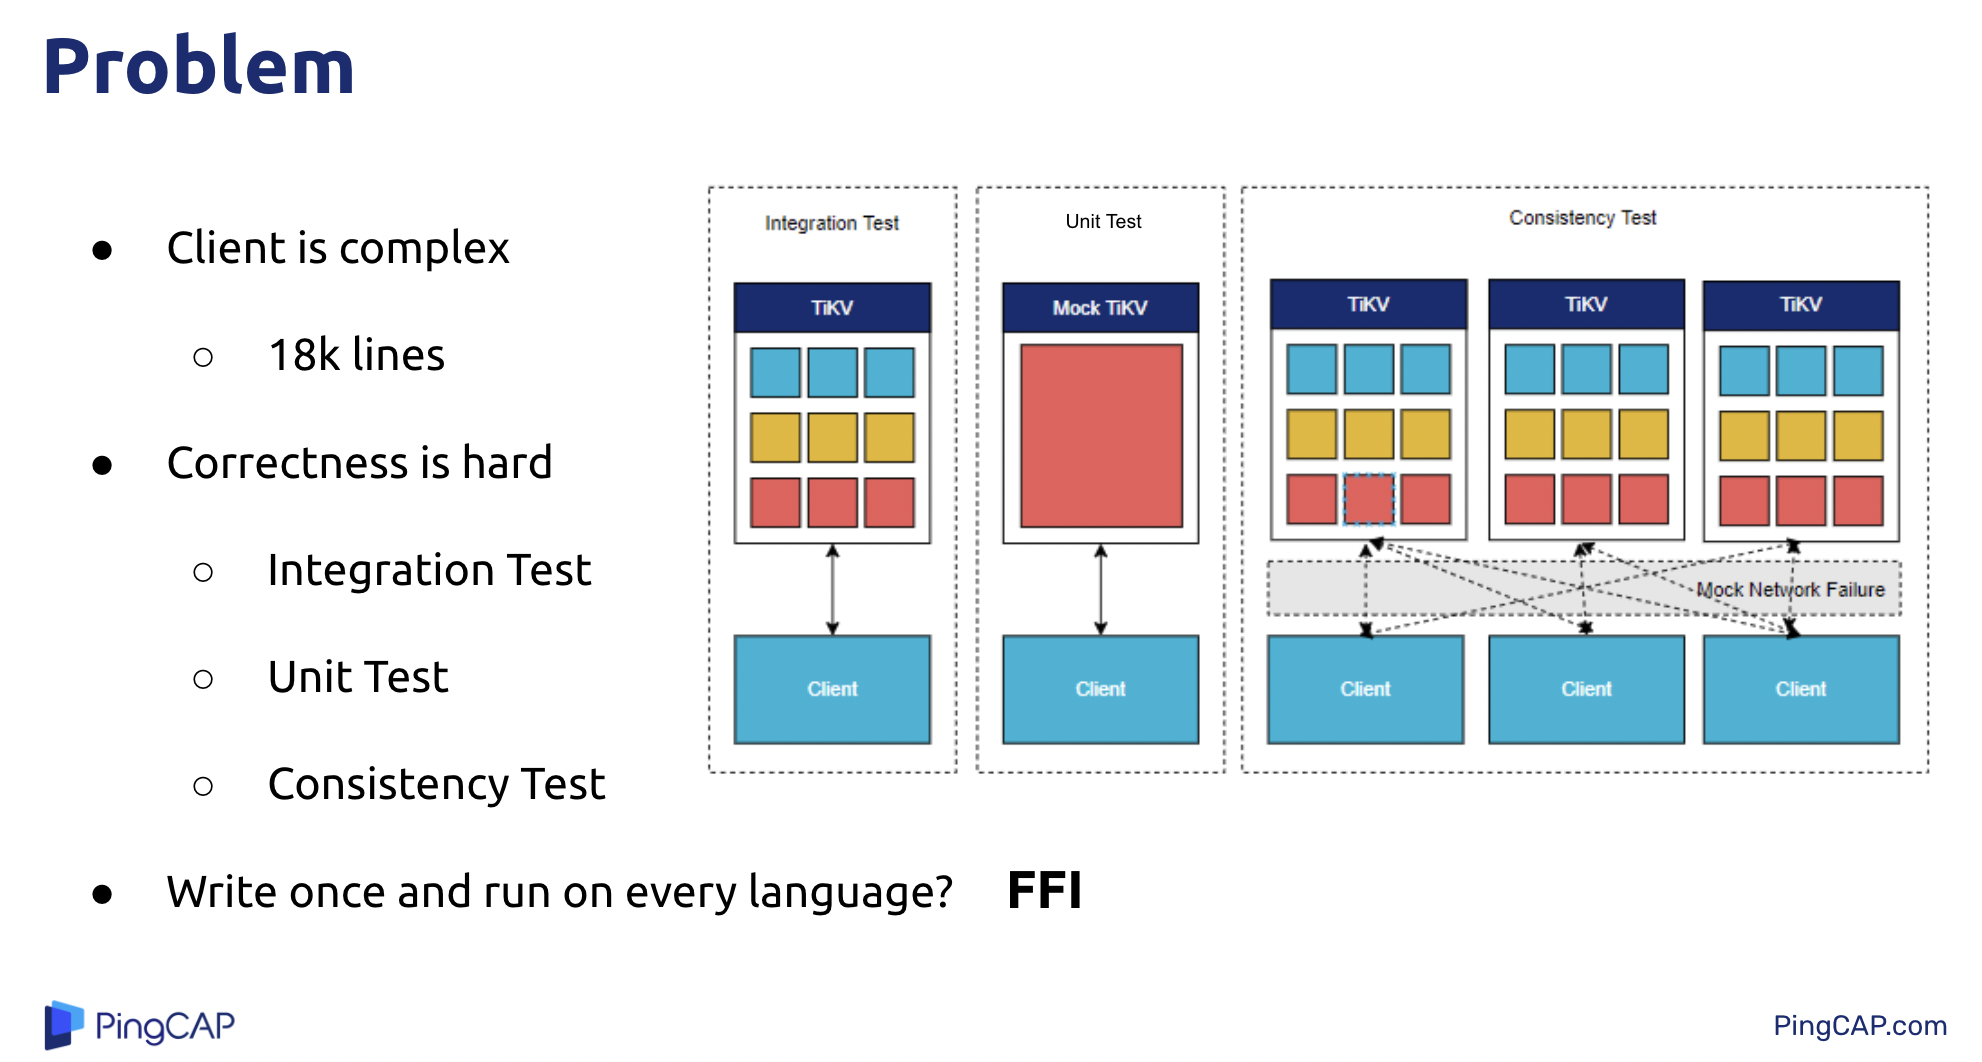 Problem
● Client is complex
○ 18k lines
● Correctness is hard
○ Integration Test
○ Unit Test
○ Consistency Test
● Write once and run on every language? FFI
Integration Test
TiKV
Client
Unit Test
Mock TiKV
Client
Consistency Test
TiKV
TiKV
TiKV
Mock Network Failure
Client
Client
Client
PingCAP
PingCAP.com